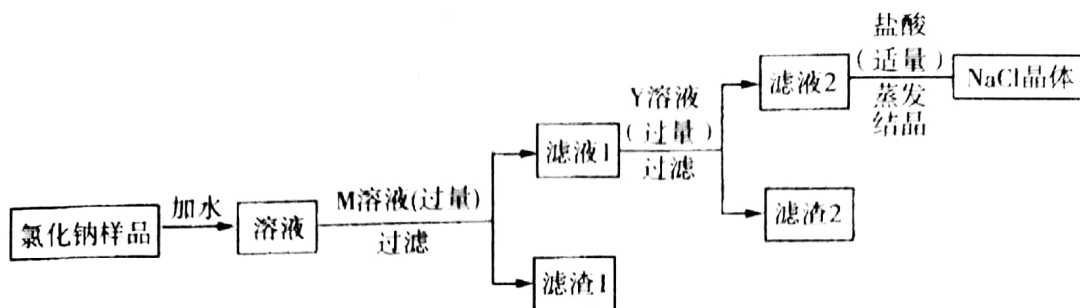 氯化钠样品
加水
溶液
M溶液(过量)
过滤
滤液1
滤渣1
Y溶液
(过量)
过滤
滤液2
滤渣2
盐酸
(适量)
蒸发
结晶
NaCl晶体